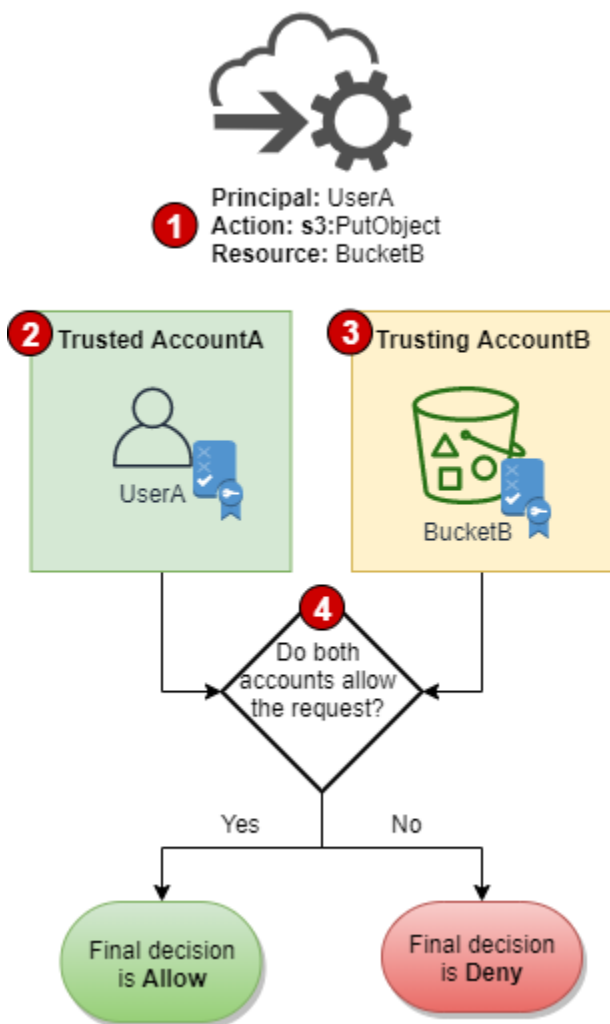 Principal: UserA
1
Action: s3:PutObject
Resource: BucketB
2
Trusted AccountA
3
Trusting AccountB
UserA
BucketB
4
Do both
accounts allow
the request?
Yes
No
Final decision
is Allow
Final decision
is Deny